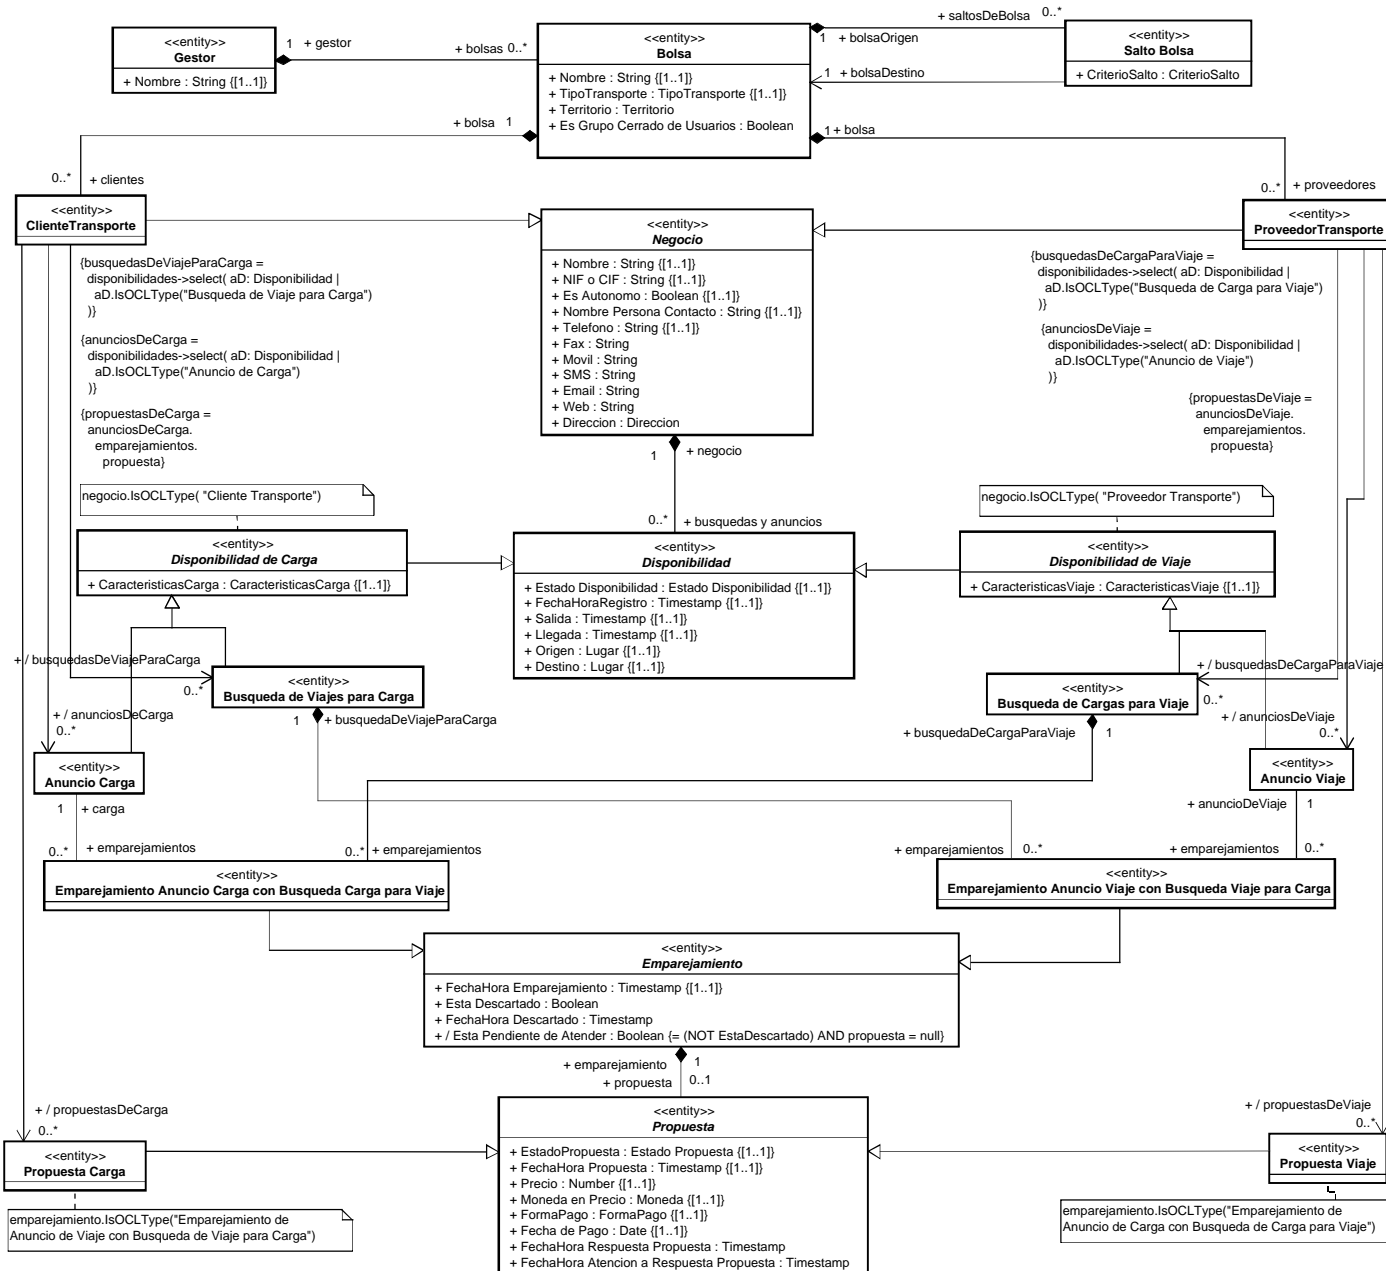 + saltosDeBolsa 0..*
<<entity>>
Gestor
+ Nombre : String {[1..1]}
1 + gestor
+ bolsas 0..*
<<entity>>
Bolsa
+ Nombre : String {[1..1]}
+ TipoTransporte : TipoTransporte {[1..1]}
+ Territorio : Territorio
+ Es Grupo Cerrado de Usuarios : Boolean
1 + bolsaOrigen
1 + bolsaDestino
<<entity>>
Salto Bolsa
+ CriterioSalto : CriterioSalto
+ bolsa 1
1 + bolsa
0..* + clientes
0..* + proveedores
<<entity>>
ClienteTransporte
<<entity>>
Negocio
+ Nombre : String {[1..1]}
+ NIF o CIF : String {[1..1]}
+ Es Autonomo : Boolean {[1..1]}
+ Nombre Persona Contacto : String {[1..1]}
+ Telefono : String {[1..1]}
+ Fax : String
+ Movil : String
+ SMS : String
+ Email : String
+ Web : String
+ Direccion : Direccion
<<entity>>
ProveedorTransporte
{busquedasDeViajeParaCarga =
disponibilidades->select( aD: Disponibilidad |
aD.IsOCLType("Busqueda de Viaje para Carga")
)}
{anunciosDeCarga =
disponibilidades->select( aD: Disponibilidad |
aD.IsOCLType("Anuncio de Carga")
)}
{propuestasDeCarga =
anunciosDeCarga.
emparejamientos.
propuesta}
{busquedasDeCargaParaViaje =
disponibilidades->select( aD: Disponibilidad |
aD.IsOCLType("Busqueda de Carga para Viaje")
)}
{anunciosDeViaje =
disponibilidades->select( aD: Disponibilidad |
aD.IsOCLType("Anuncio de Viaje")
)}
{propuestasDeViaje =
anunciosDeViaje.
emparejamientos.
propuesta}
1 + negocio
0..* + busquedas y anuncios
negocio.IsOCLType( "Cliente Transporte")
negocio.IsOCLType( "Proveedor Transporte")
<<entity>>
Disponibilidad de Carga
+ CaracteristicasCarga : CaracteristicasCarga {[1..1]}
<<entity>>
Disponibilidad
+ Estado Disponibilidad : Estado Disponibilidad {[1..1]}
+ FechaHoraRegistro : Timestamp {[1..1]}
+ Salida : Timestamp {[1..1]}
+ Llegada : Timestamp {[1..1]}
+ Origen : Lugar {[1..1]}
+ Destino : Lugar {[1..1]}
<<entity>>
Disponibilidad de Viaje
+ CaracteristicasViaje : CaracteristicasViaje {[1..1]}
+ / busquedasDeViajeParaCarga
0..*
<<entity>>
Busqueda de Viajes para Carga
1 + busquedaDeViajeParaCarga
+ / busquedasDeCargaParaViaje
0..*
<<entity>>
Busqueda de Cargas para Viaje
+ busquedaDeCargaParaViaje 1
+ / anunciosDeCarga
0..*
+ / anunciosDeViaje
0..*
<<entity>>
Anuncio Carga
<<entity>>
Anuncio Viaje
1 + carga
+ anuncioDeViaje 1
0..* + emparejamientos
0..* + emparejamientos
+ emparejamientos 0..*
+ emparejamientos 0..*
<<entity>>
Emparejamiento Anuncio Carga con Busqueda Carga para Viaje
<<entity>>
Emparejamiento Anuncio Viaje con Busqueda Viaje para Carga
<<entity>>
Emparejamiento
+ FechaHora Emparejamiento : Timestamp {[1..1]}
+ Esta Descartado : Boolean
+ FechaHora Descartado : Timestamp
+ / Esta Pendiente de Atender : Boolean {= (NOT EstaDescartado) AND propuesta = null}
+ emparejamiento 1
+ propuesta 0..1
+ / propuestasDeCarga
0..*
+ / propuestasDeViaje
0..*
<<entity>>
Propuesta Carga
<<entity>>
Propuesta
+ EstadoPropuesta : Estado Propuesta {[1..1]}
+ FechaHora Propuesta : Timestamp {[1..1]}
+ Precio : Number {[1..1]}
+ Moneda en Precio : Moneda {[1..1]}
+ FormaPago : FormaPago {[1..1]}
+ Fecha de Pago : Date {[1..1]}
+ FechaHora Respuesta Propuesta : Timestamp
+ FechaHora Atencion a Respuesta Propuesta : Timestamp
<<entity>>
Propuesta Viaje
emparejamiento.IsOCLType("Emparejamiento de
Anuncio de Viaje con Busqueda de Viaje para Carga")
emparejamiento.IsOCLType("Emparejamiento de
Anuncio de Carga con Busqueda de Carga para Viaje")